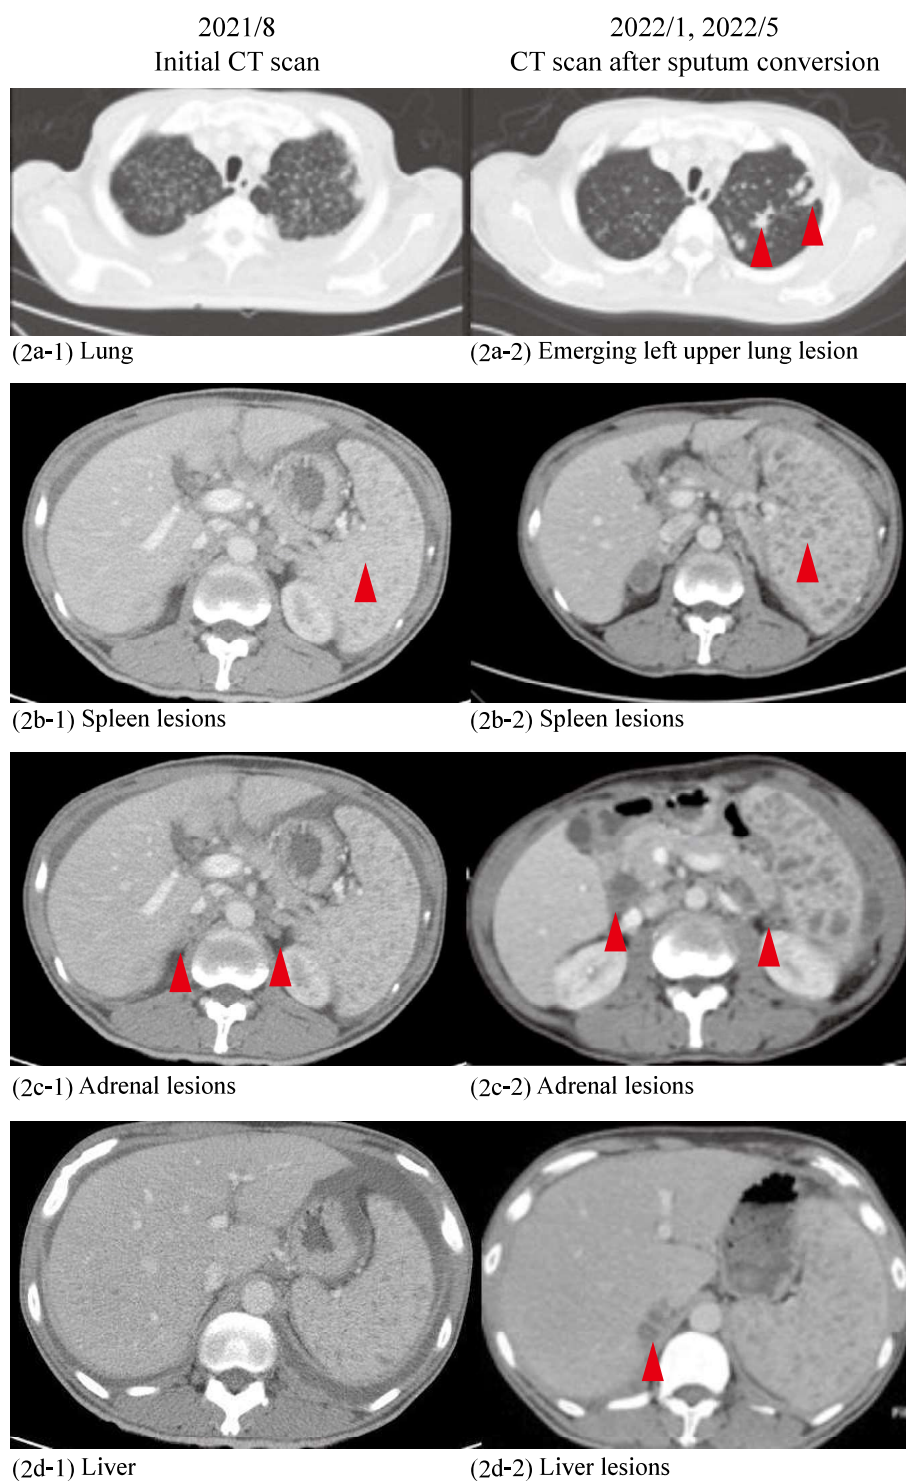 2021/8
Initial CT scan
2022/1, 2022/5
CT scan after sputum conversion
(2a-1) Lung
(2a-2) Emerging left upper lung lesion
(2b-1) Spleen lesions
(2b-2) Spleen lesions
(2c-1) Adrenal lesions
(2c-2) Adrenal lesions
(2d-1) Liver
(2d-2) Liver lesions